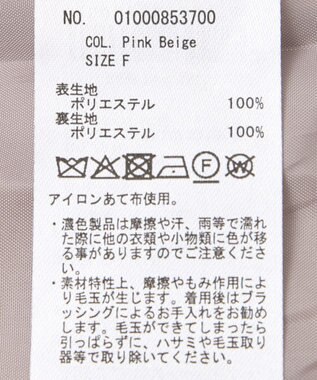 NO. 01000853700
COL. Pink Beige
SIZE F
表生地
ポリエステル 100%
裏生地
ポリエステル 100%
F
W
アイロンあて布使用。
・濃色製品は摩擦や汗、雨等で濡れ
た際に他の衣類や小物類に色が移
る事がありますのでご注意くださ
い。
・素材特性上、摩擦やもみ作用によ
り毛玉が生じます。着用後はブラ
ッシングによるお手入れをお勧め
します。毛玉ができてしまったら
引っぱらずに、ハサミや毛玉取り
器等で取り除いてください。